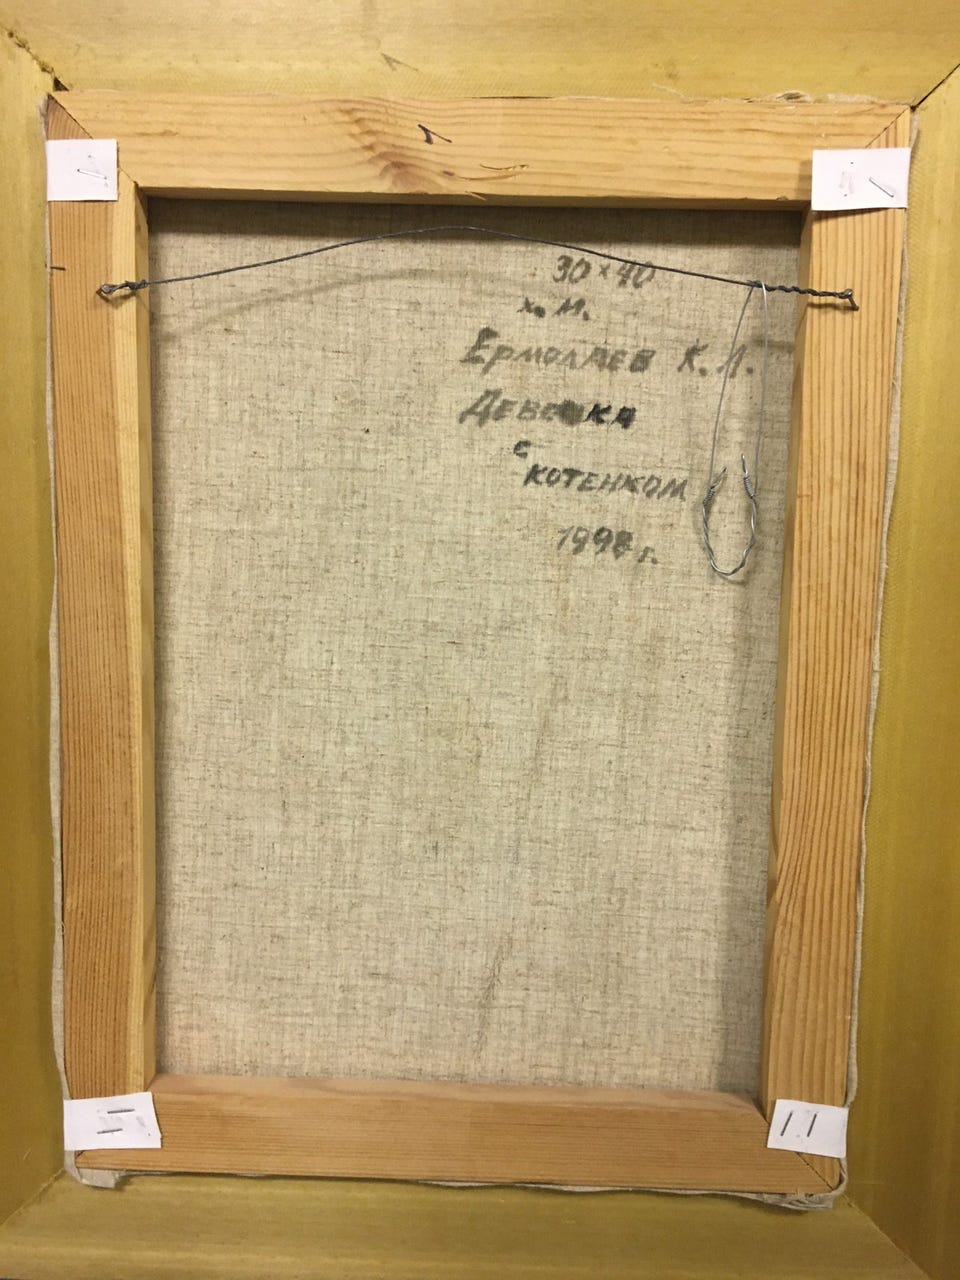 30×40
х.м.
Ермолаев К. Л.
Девочка
с
котенком
1998 г.